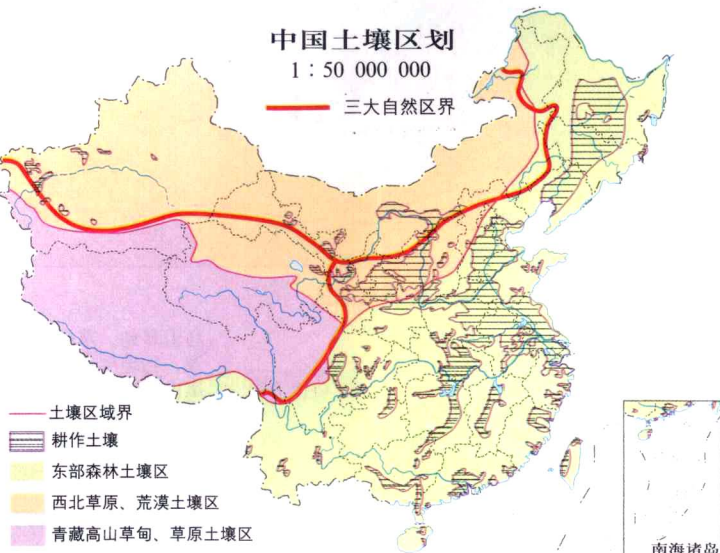 中国土壤区划
1：50 000 000
三大自然区界
土壤区域界
耕作土壤
东部森林土壤区
西北草原、荒漠土壤区
青藏高山草甸、草原土壤区
南海诸岛